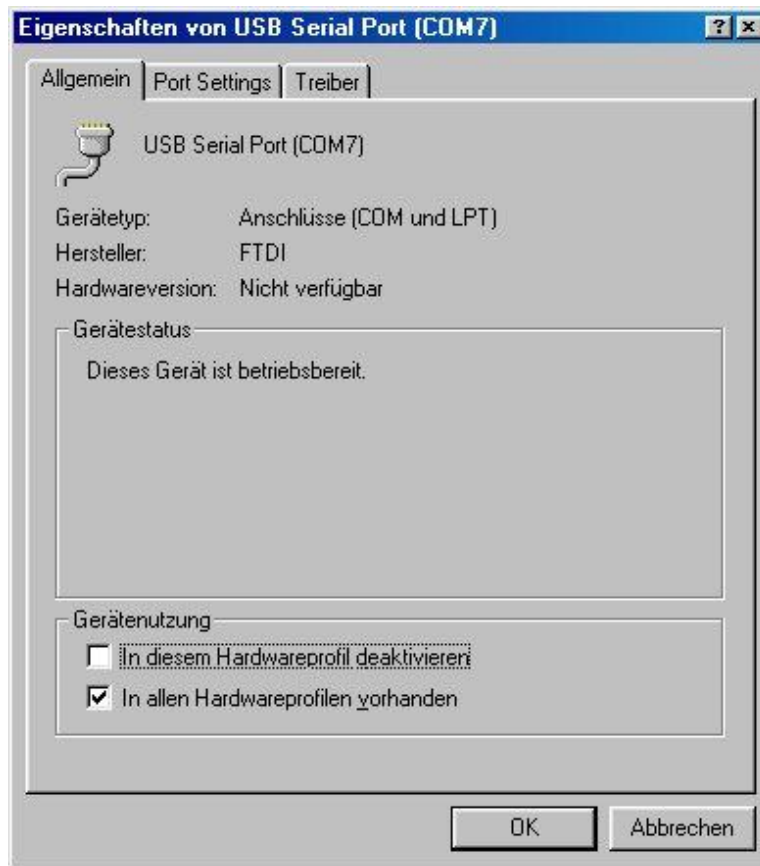 Eigenschaften von USB Serial Port (COM7)
Allgemein Port Settings Treiber
USB Serial Port (COM7)
Gerätetyp: Anschlüsse (COM und LPT)
Hersteller: FTDI
Hardwareversion: Nicht verfügbar
Gerätestatus
Dieses Gerät ist betriebsbereit.
Gerätenutzung
In diesem Hardwareprofil deaktivieren
In allen Hardwareprofilen vorhanden
OK Abbrechen